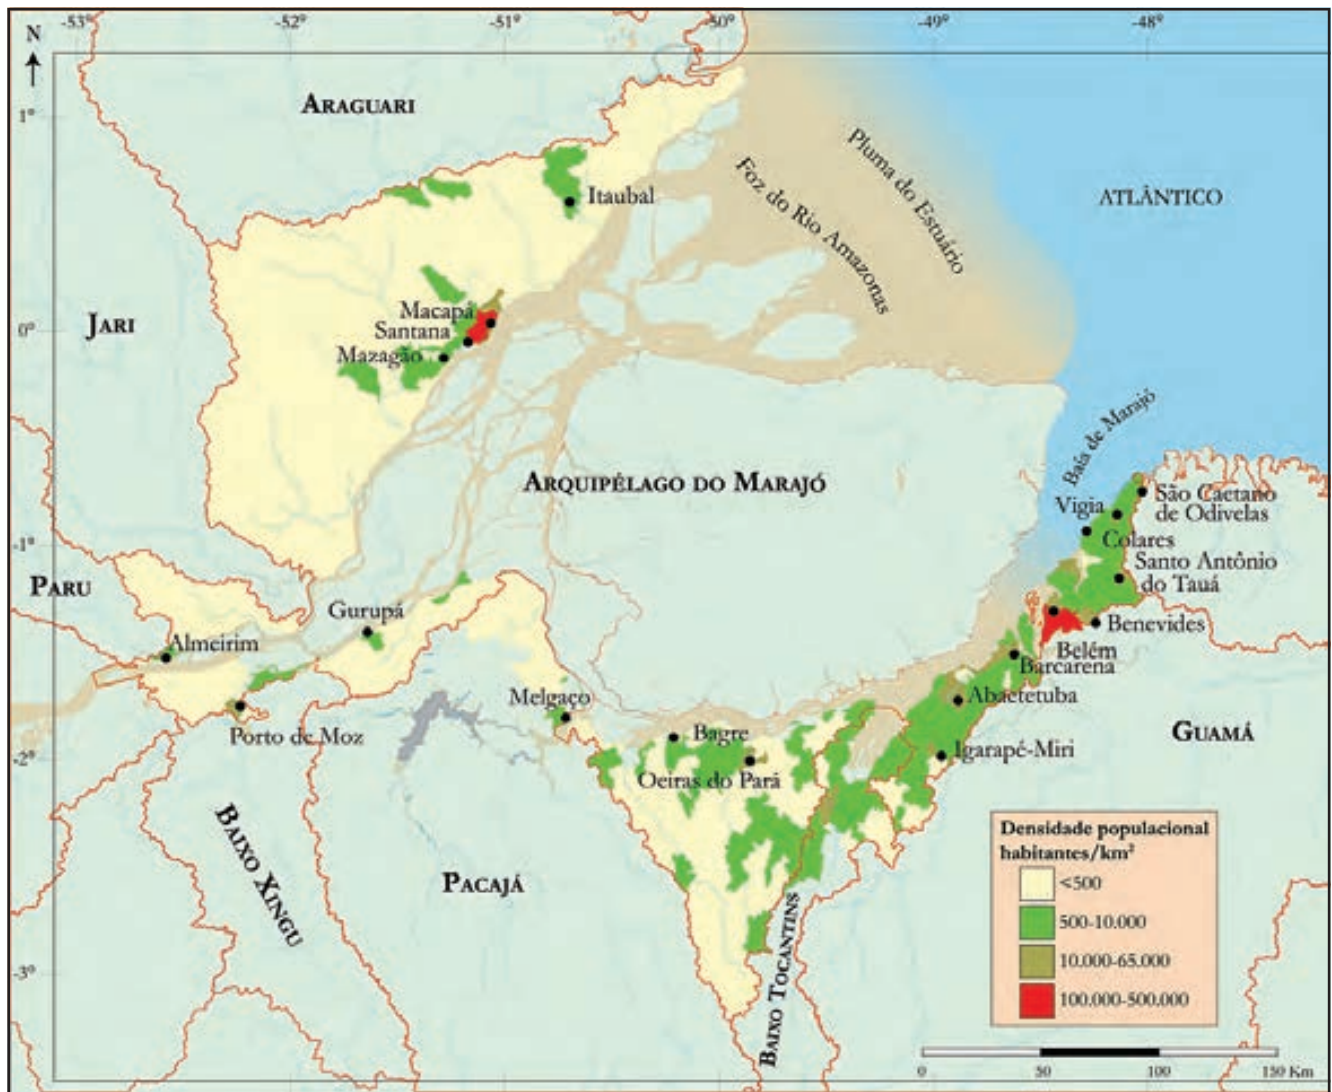 -53°
-52°
-51°
-50°
-49°
-48°
N
1°
0°
-1°
-2°
-3°
ARAGUARI
Pluma do Estuário
Foz do Rio Amazonas
ATLÂNTICO
Itaubal
JARI
Macapá
Santana
Mazagão
Baía de Marajó
ARQUIPÉLAGO DO MARAJÓ
São Caetano
de Odivelas
Vigia
Colares
Santo Antônio
do Tauá
PARU
Gurupá
Benevides
Almeirim
Belém
Barcarena
Melgaço
Abaetetuba
Porto de Moz
Bagre
GUAMÁ
Igarapé-Miri
Oeiras do Pará
BAIXO XINGU
PACAJÁ
BAIXO TOCANTINS
Densidade populacional
habitantes/km²
<500
500-10.000
10.000-65.000
100.000-500.000
0 50 100 150 Km